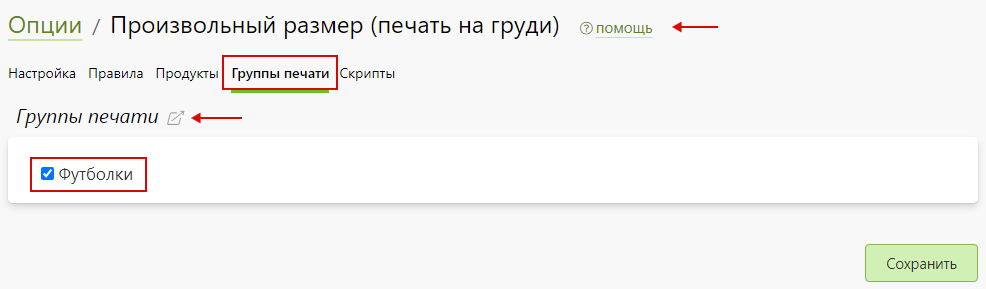 Опции / Произвольный размер (печать на груди) помощь
Настройка Правила Продукты Группы печати Скрипты
Группы печати
Футболки
Сохранить